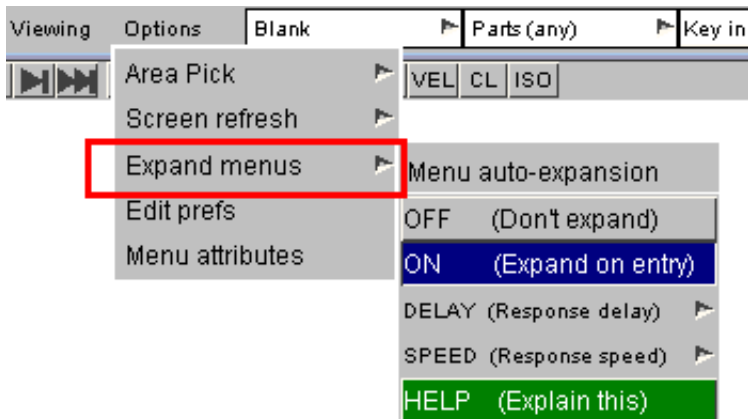 Viewing Options Blank Parts (any) Key in
VEL CL ISO
Area Pick
Screen refresh
Expand menus
Edit prefs
Menu attributes
Menu auto-expansion
OFF (Don't expand)
ON (Expand on entry)
DELAY (Response delay)
SPEED (Response speed)
HELP (Explain this)